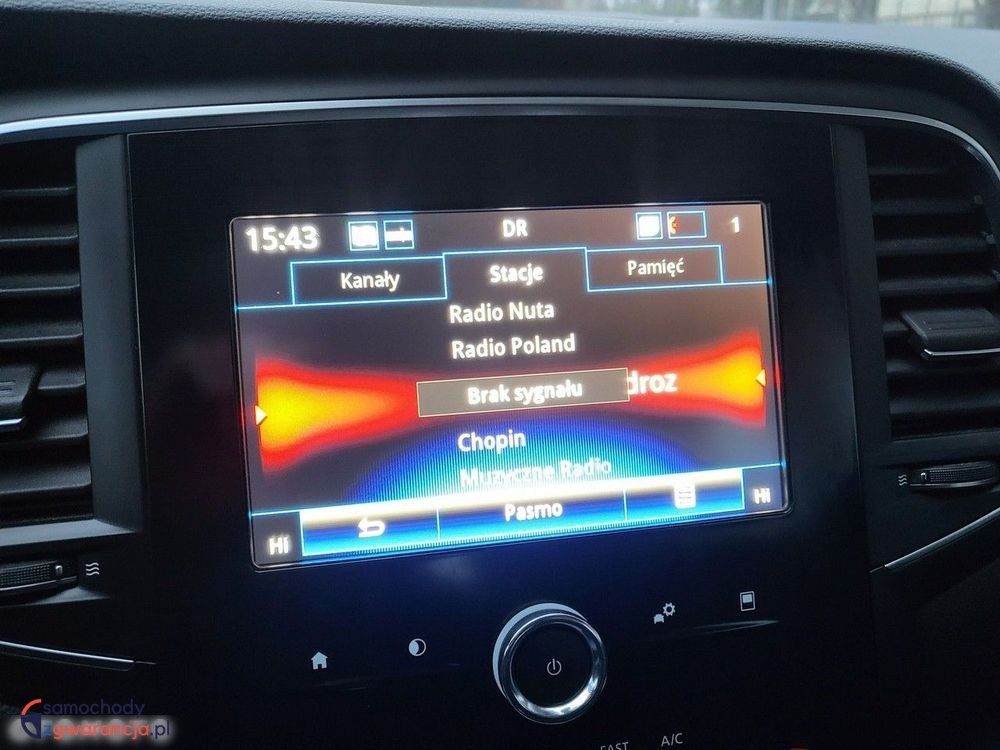 15:43 DR 1
Kanały Stacje Pamięć
Radio Nuta
Radio Poland
Brak sygnału droz
Chopin
Muzyczne Radio
Hi Pasmo Hi
FAST A/C
samochody
zgwarancja.pl